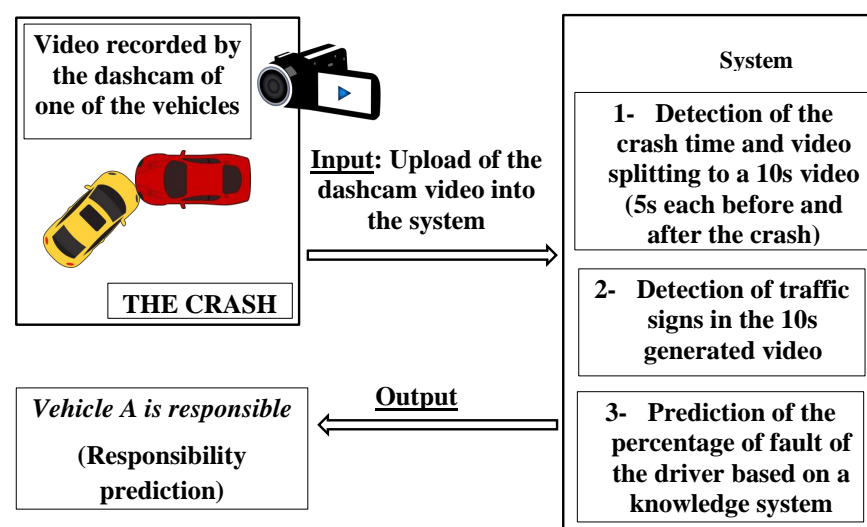 Video recorded by
the dashcam of
one of the vehicles
THE CRASH
Input: Upload of the
dashcam video into
the system
System
1- Detection of the
crash time and video
splitting to a 10s video
(5s each before and
after the crash)
2- Detection of traffic
signs in the 10s
generated video
3- Prediction of the
percentage of fault of
the driver based on a
knowledge system
Output
Vehicle A is responsible
(Responsibility
prediction)